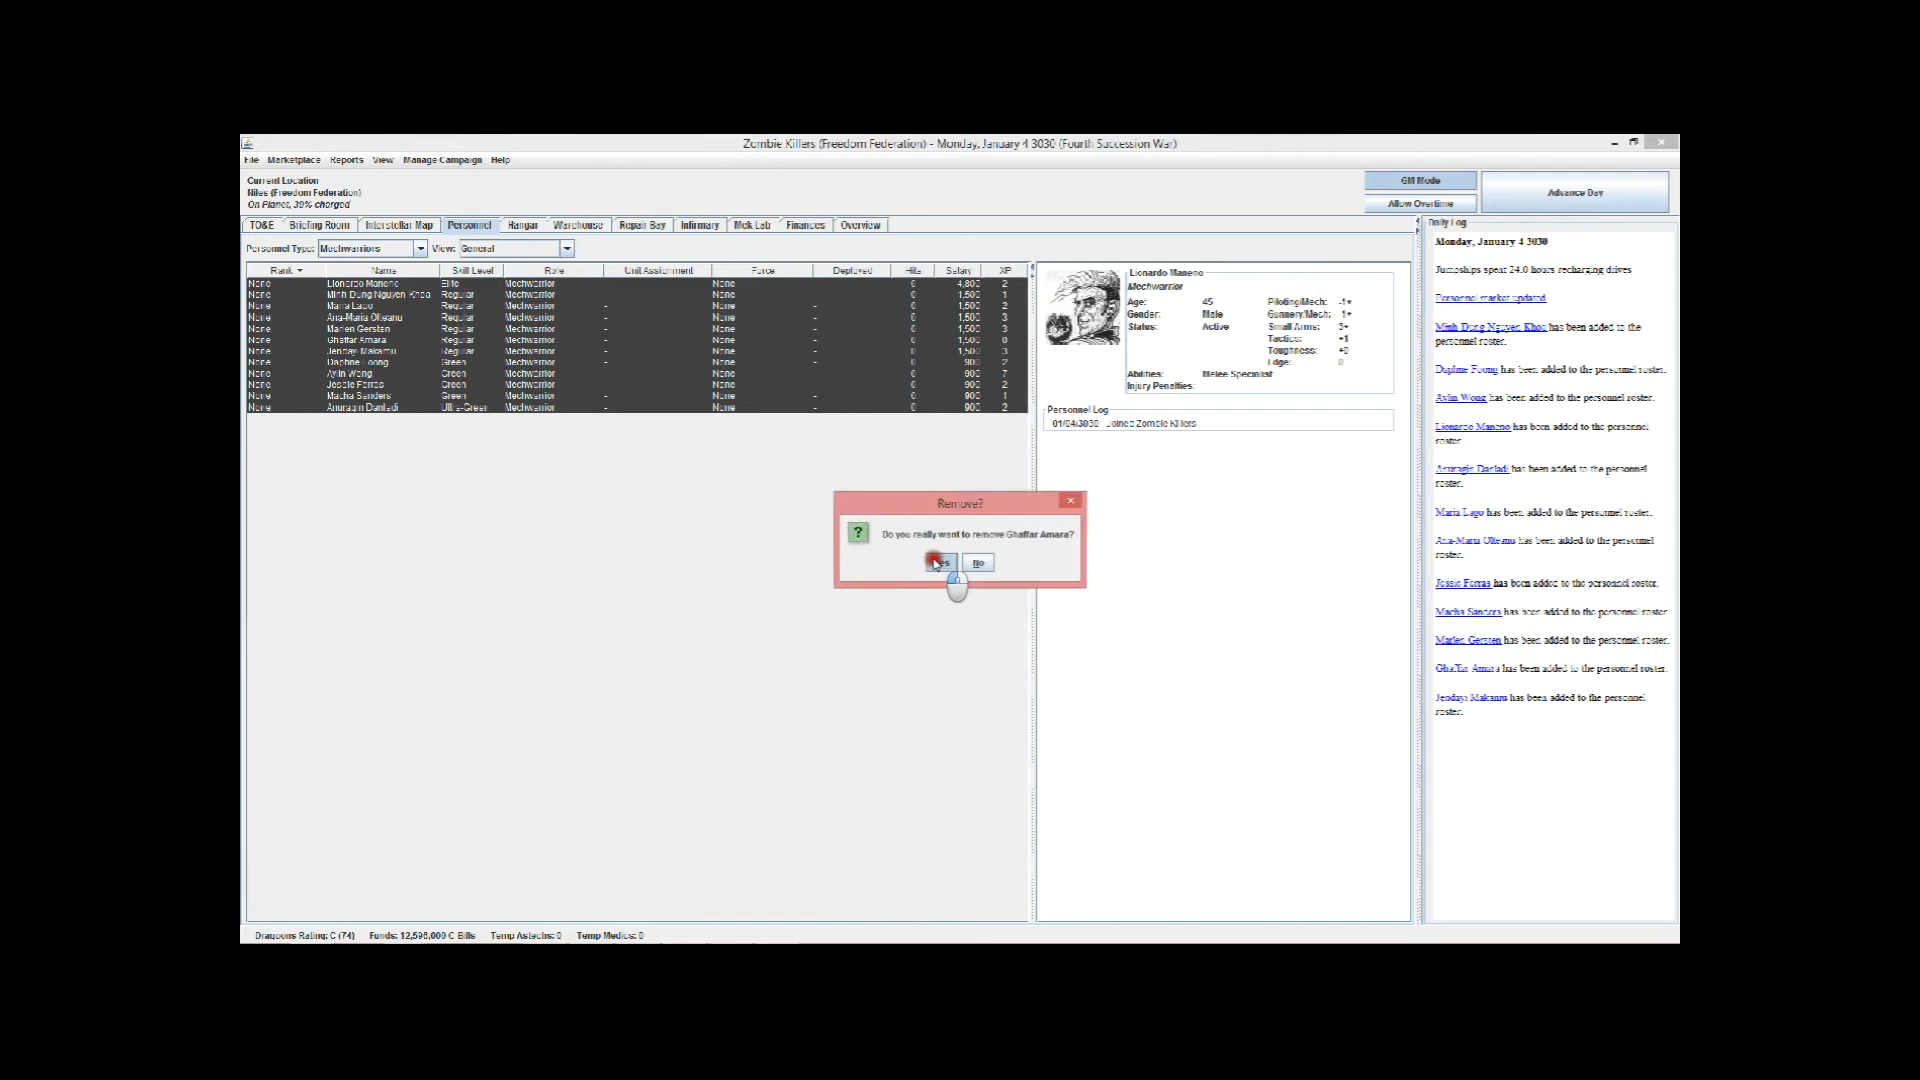 Zombie Killers (Freedom Federation) - Monday, January 4 3030 (Fourth Succession War)
File Marketplace Reports View Manage Campaign Help
Current Location
Niles (Freedom Federation)
On Planet, 39% charged
GM Mode
Advance Day
Allow Overtime
TO&E Briefing Room Interstellar Map Personnel Hangar Warehouse Repair Bay Infirmary Mek Lab Finances Overview
Personnel Type: Mechwarriors View: General
Rank Name Skill Level Role Unit Assignment Force Deployed Hits Salary XP
None Lionardo Maneno Elite Mechwarrior None 0 4,800 2
None Minh Dung Nguyen Khoa Regular Mechwarrior None 0 1,500 1
None Maria Lago Regular Mechwarrior - None - 0 1,500 2
None Ana-Maria Olteanu Regular Mechwarrior - None - 0 1,500 3
None Marlen Gersten Regular Mechwarrior - None - 0 1,500 3
None Ghaffar Amara Regular Mechwarrior - None - 0 1,500 0
None Jendayi Makamu Regular Mechwarrior - None - 0 1,500 3
None Daphne Foong Green Mechwarrior - None - 0 900 2
None Aylin Wong Green Mechwarrior - None - 0 900 7
None Jessie Ferras Green Mechwarrior - None - 0 900 2
None Macha Sanders Green Mechwarrior - None - 0 900 1
None Anuragin Danladi Ultra-Green Mechwarrior - None - 0 900 2
Lionardo Maneno
Mechwarrior
Age: 45 Piloting/Mech: -1+
Gender: Male Gunnery/Mech: -1+
Status: Active Small Arms: 3+
Tactics: +1
Toughness: +0
Edge: 0
Abilities: Melee Specialist
Injury Penalties:
Personnel Log
01/04/3030 Joined Zombie Killers
Remove?
Do you really want to remove Ghaffar Amara?
Yes No
Daily Log
Monday, January 4 3030
Jumpships spent 24.0 hours recharging drives
Personnel market updated
Minh Dung Nguyen Khoa has been added to the
personnel roster.
Daphne Foong has been added to the personnel roster.
Aylin Wong has been added to the personnel roster.
Lionardo Maneno has been added to the personnel
roster.
Anuragin Danladi has been added to the personnel
roster.
Maria Lago has been added to the personnel roster.
Ana-Maria Olteanu has been added to the personnel
roster.
Jessie Ferras has been added to the personnel roster.
Macha Sanders has been added to the personnel roster.
Marlen Gersten has been added to the personnel roster.
Ghaffar Amara has been added to the personnel roster.
Jendayi Makamu has been added to the personnel
roster.
Dragoons Rating: C (74) Funds: 12,596,000 C-Bills Temp Astechs: 0 Temp Medics: 0